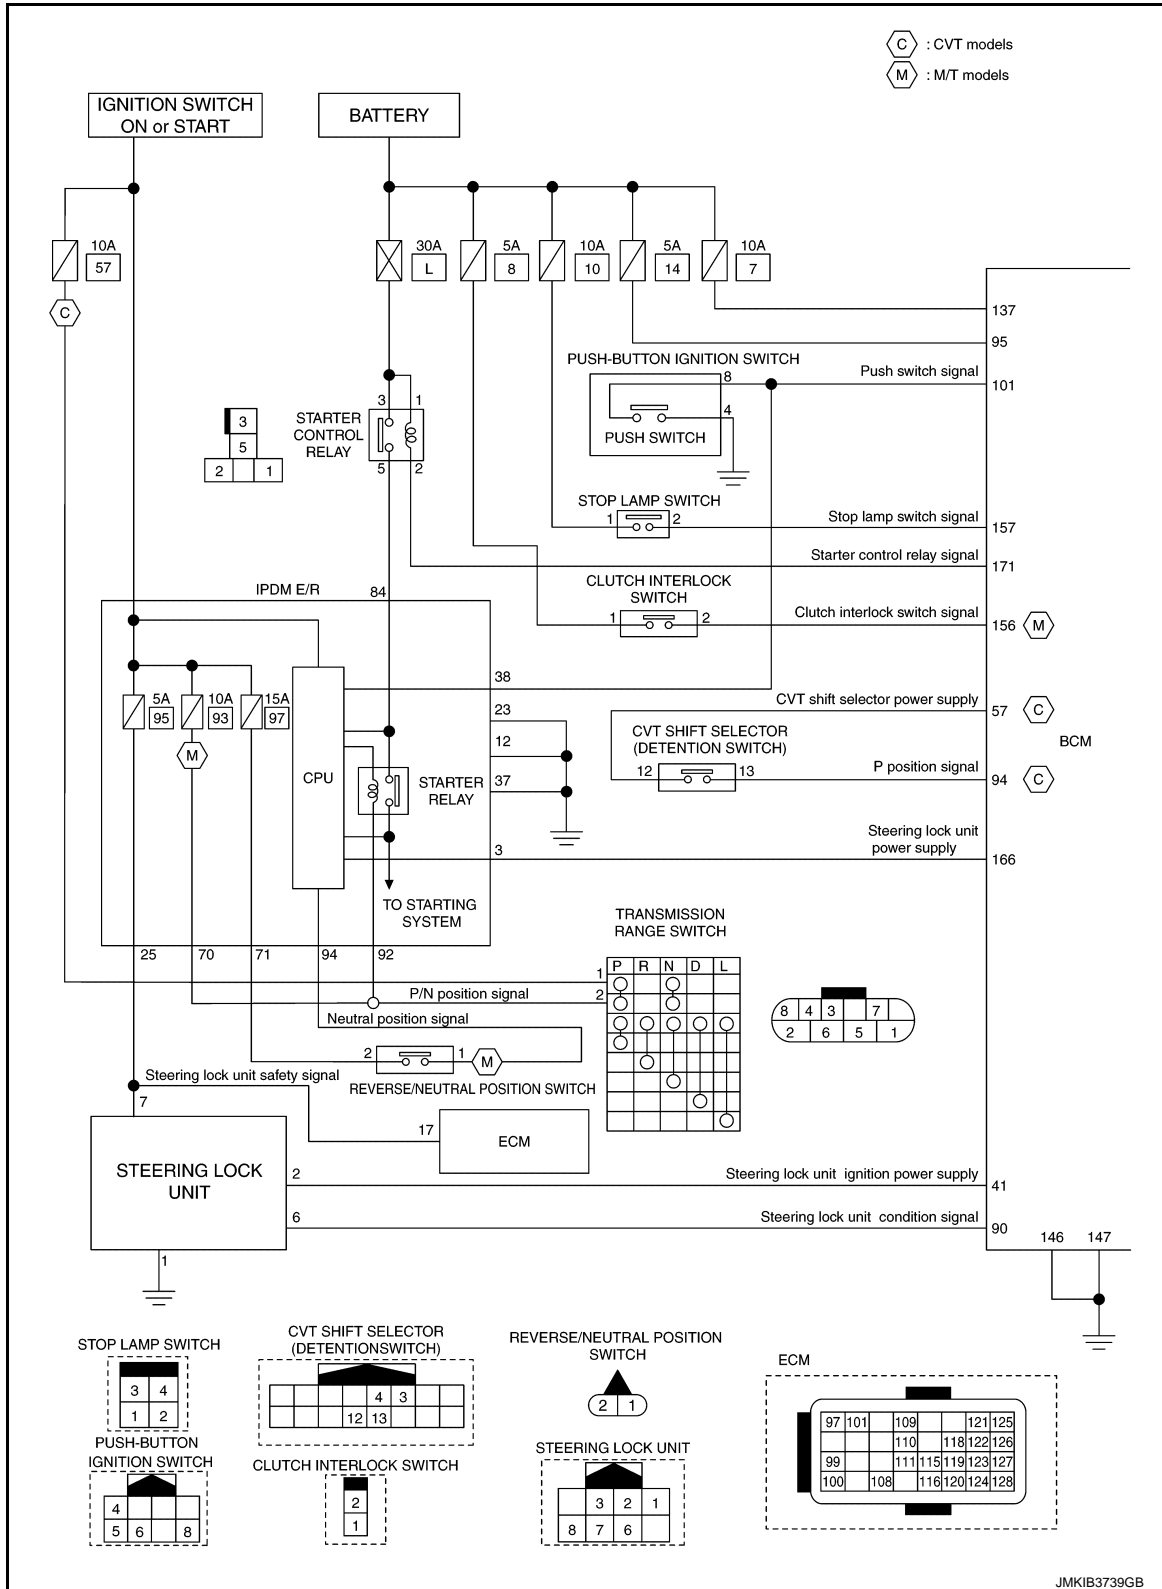 C : CVT models
M : M/T models
IGNITION SWITCH
ON or START
BATTERY
10A
57
C
30A
L
5A
8
10A
10
5A
14
10A
7
137
95
PUSH-BUTTON IGNITION SWITCH
8
4
PUSH SWITCH
Push switch signal
101
3
5
2 1
STARTER
CONTROL
RELAY
3 1
5 2
STOP LAMP SWITCH
1 2
Stop lamp switch signal
157
Starter control relay signal
171
CLUTCH INTERLOCK
SWITCH
1 2
Clutch interlock switch signal
156 M
IPDM E/R
84
38
23
12
37
3
5A
95
10A
93
15A
97
M
CPU
STARTER
RELAY
TO STARTING
SYSTEM
CVT shift selector power supply
57 C
CVT SHIFT SELECTOR
(DETENTION SWITCH)
12 13
P position signal
94 C
BCM
Steering lock unit
power supply
166
25 70 71 94 92
TRANSMISSION
RANGE SWITCH
P R N D L
1
2
P/N position signal
Neutral position signal
8 4 3 7
2 6 5 1
2 1 M
REVERSE/NEUTRAL POSITION SWITCH
Steering lock unit safety signal
7
17
ECM
STEERING LOCK
UNIT
2
Steering lock unit ignition power supply
41
6
Steering lock unit condition signal
90
1
146 147
STOP LAMP SWITCH
3 4
1 2
CVT SHIFT SELECTOR
(DETENTIONSWITCH)
4 3
12 13
REVERSE/NEUTRAL POSITION
SWITCH
2 1
ECM
97 101 109 121 125
110 118 122 126
99 111 115 119 123 127
100 108 116 120 124 128
PUSH-BUTTON
IGNITION SWITCH
4
5 6 8
CLUTCH INTERLOCK SWITCH
2
1
STEERING LOCK UNIT
3 2 1
8 7 6
JMKIB3739GB